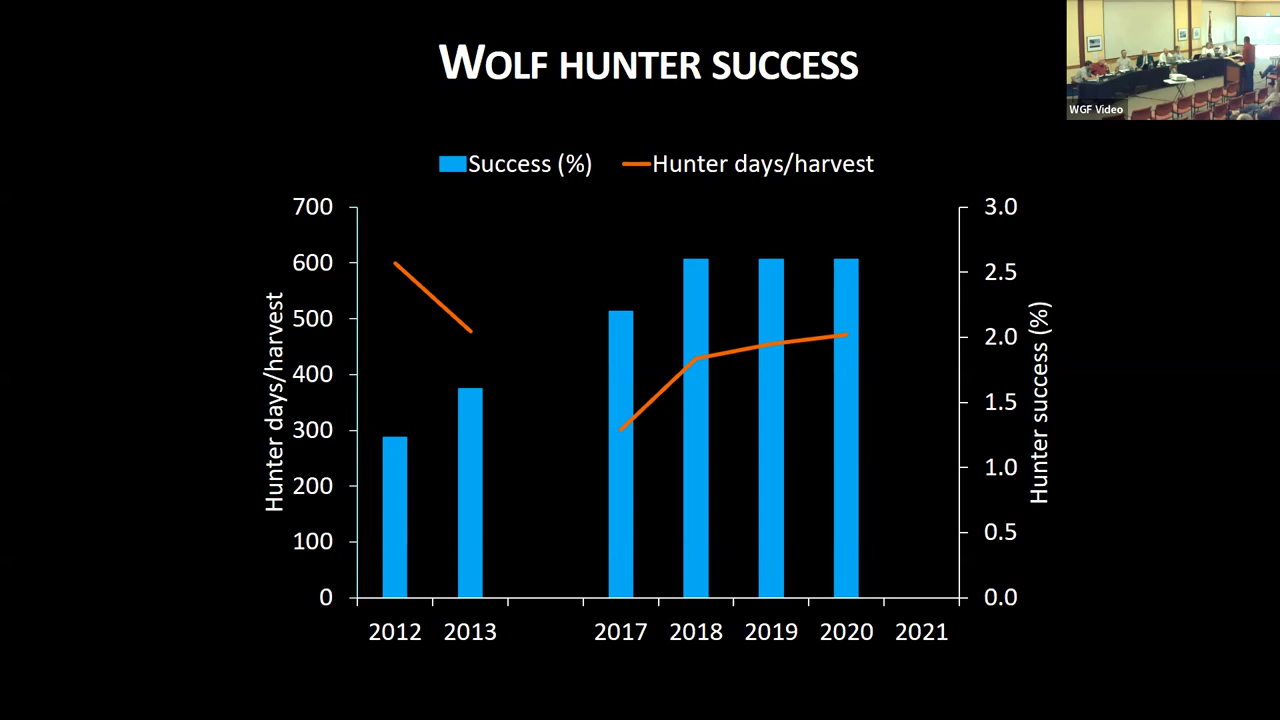 WOLF HUNTER SUCCESS
WGF Video
Success (%) Hunter days/harvest
700
600
500
400
300
200
100
0
Hunter days/harvest
3.0
2.5
2.0
1.5
1.0
0.5
0.0
Hunter success (%)
2012 2013 2017 2018 2019 2020 2021